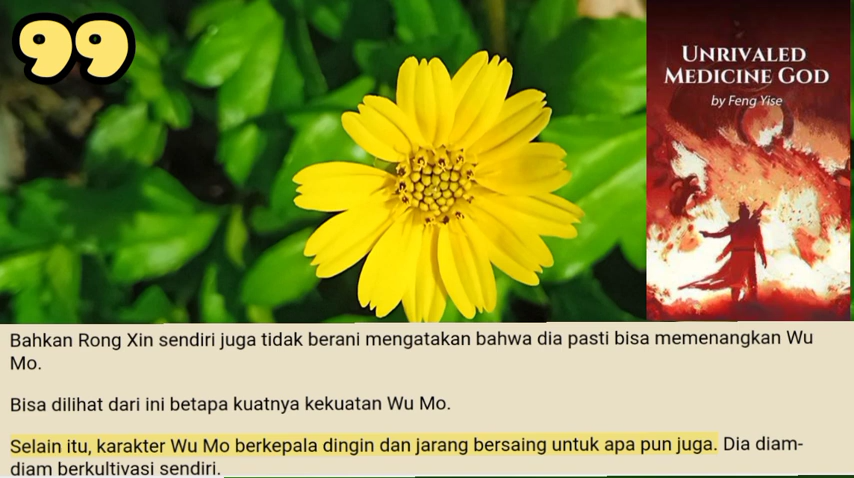 99
UNRIVALED
MEDICINE GOD
by Feng Yise
Bahkan Rong Xin sendiri juga tidak berani mengatakan bahwa dia pasti bisa memenangkan Wu
Mo.
Bisa dilihat dari ini betapa kuatnya kekuatan Wu Mo.
Selain itu, karakter Wu Mo berkepala dingin dan jarang bersaing untuk apa pun juga. Dia diam-
diam berkultivasi sendiri.